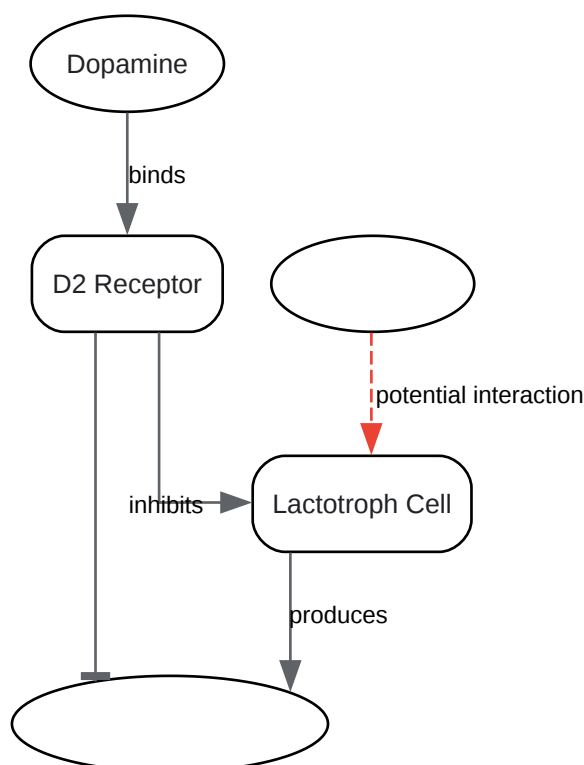 Dopamine
binds
D2 Receptor
potential interaction
inhibits
Lactotroph Cell
produces